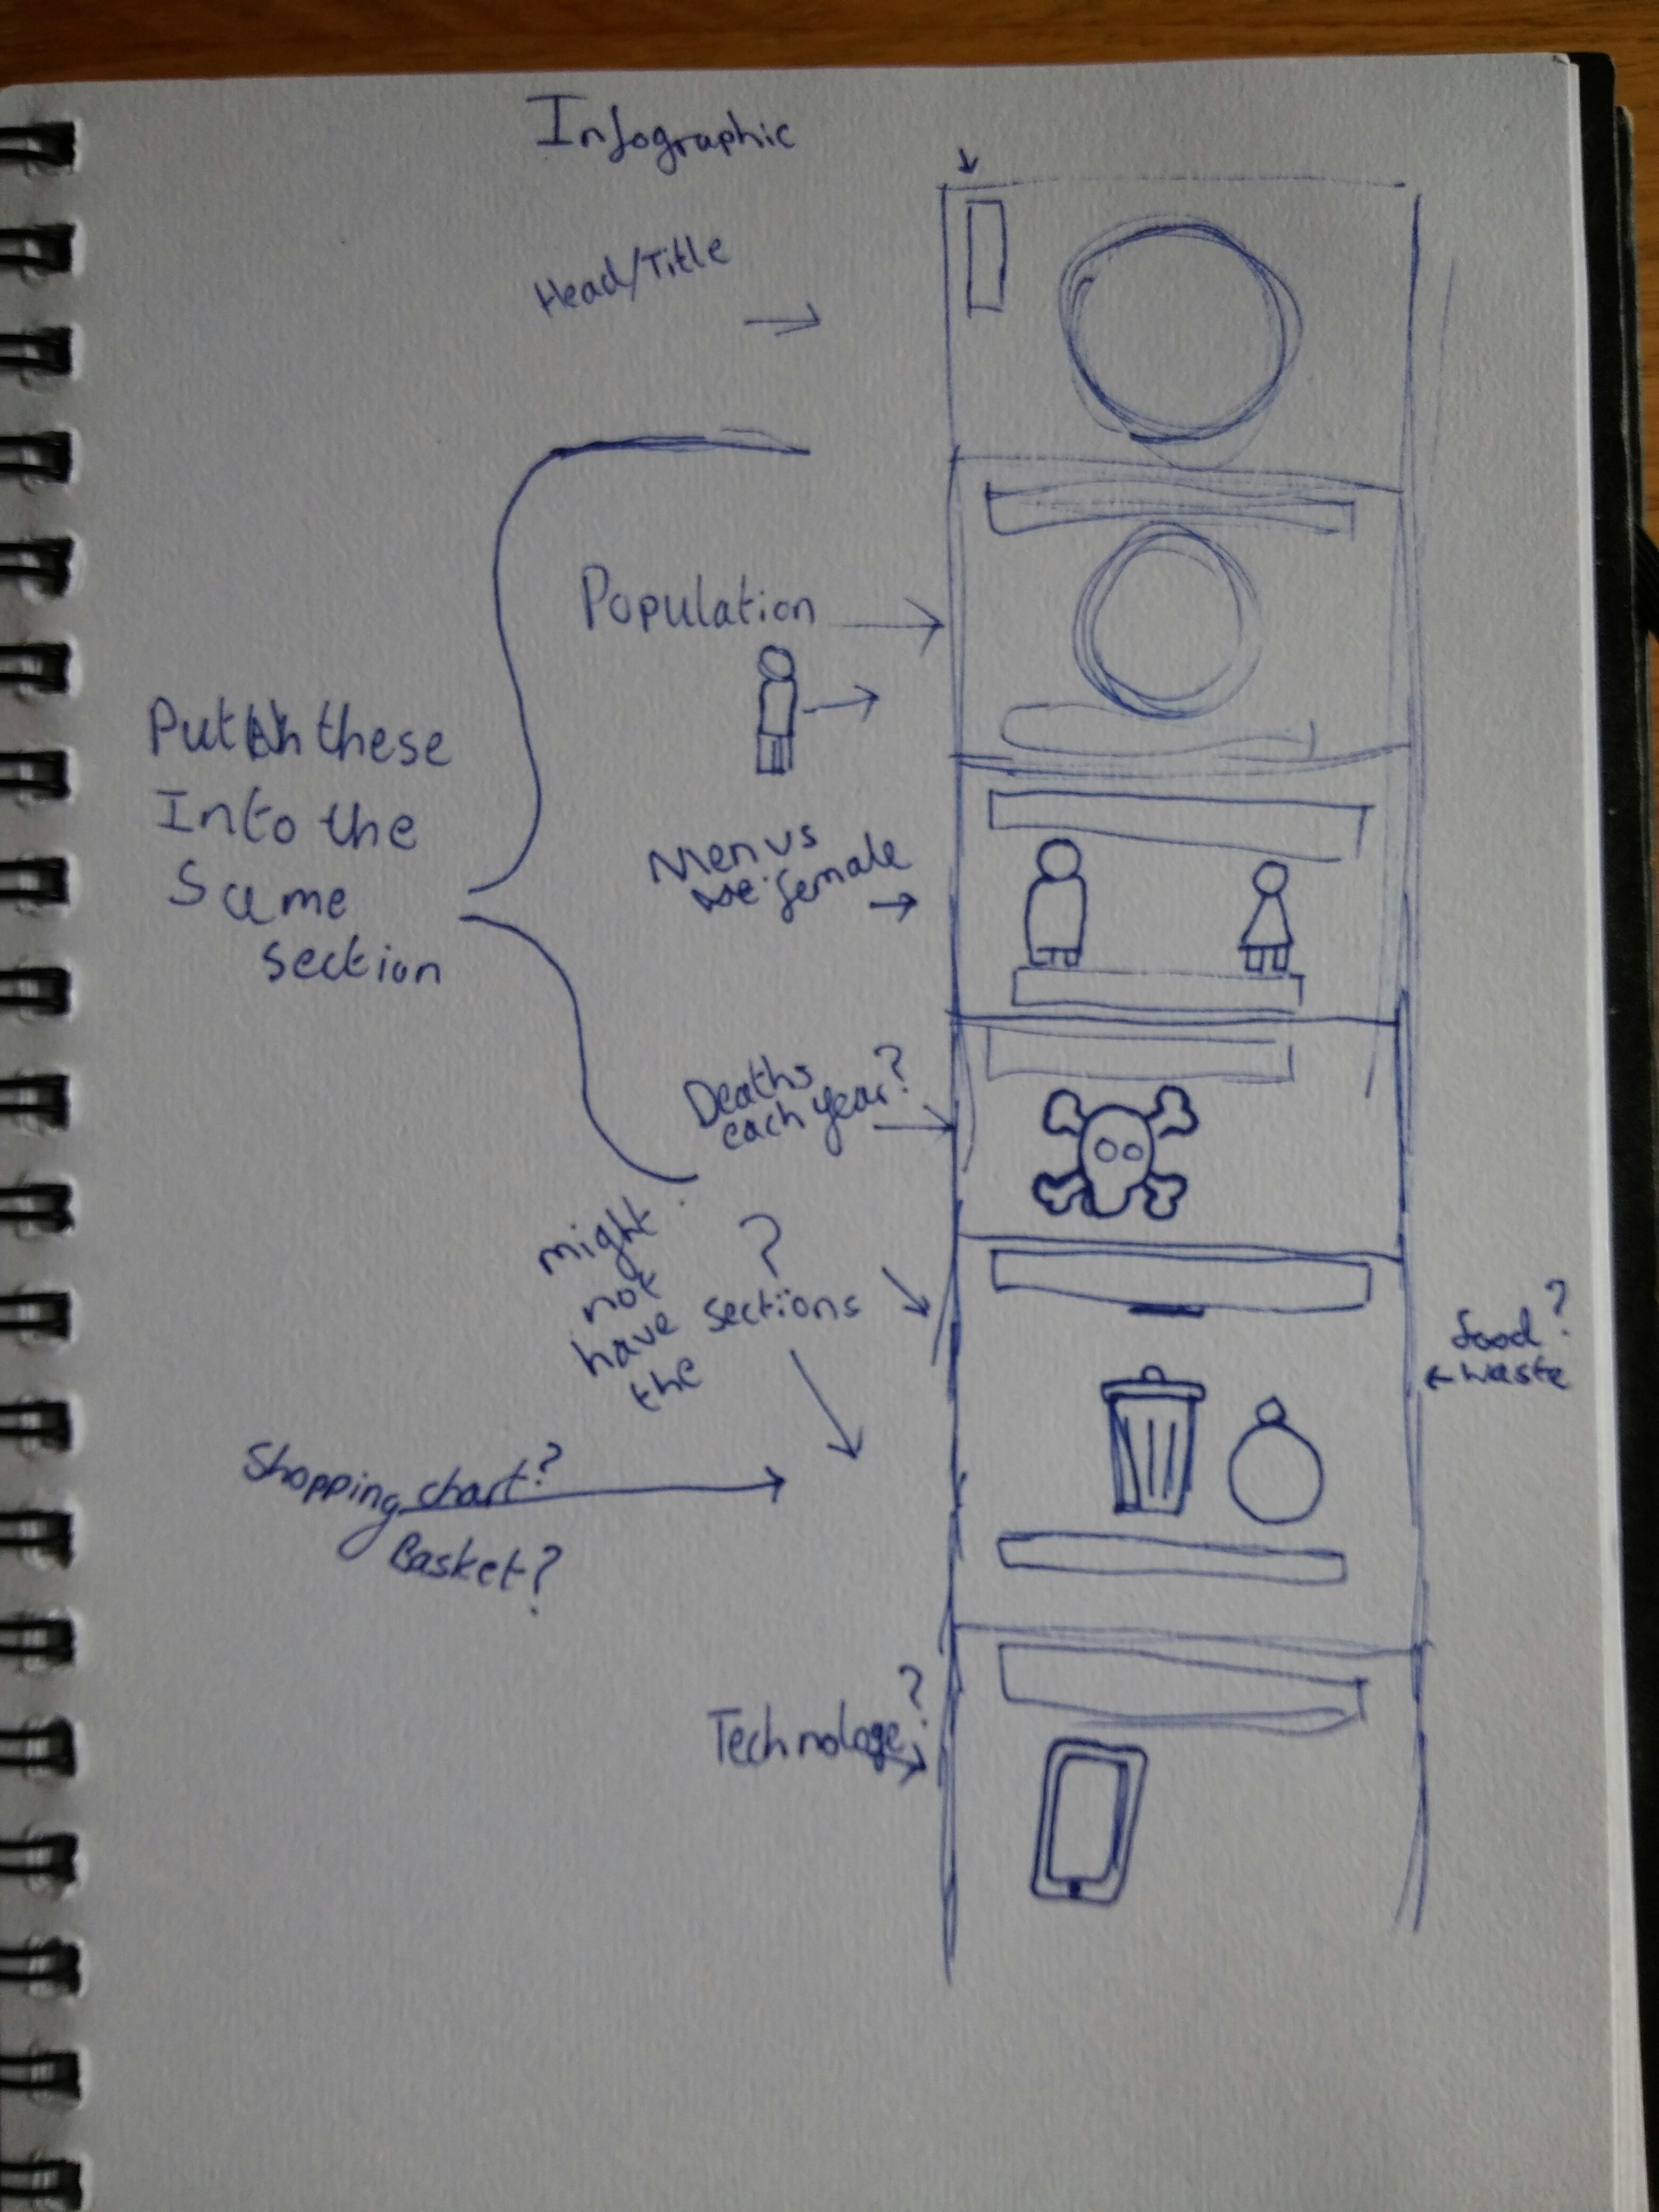 Infographic
Head/Title
Population
Put these
Into the
Same
section
Men vs
female
Deaths
each year?
might
not
have
the
?
sections
food?
waste
Shopping chart?
Basket?
Technologe?